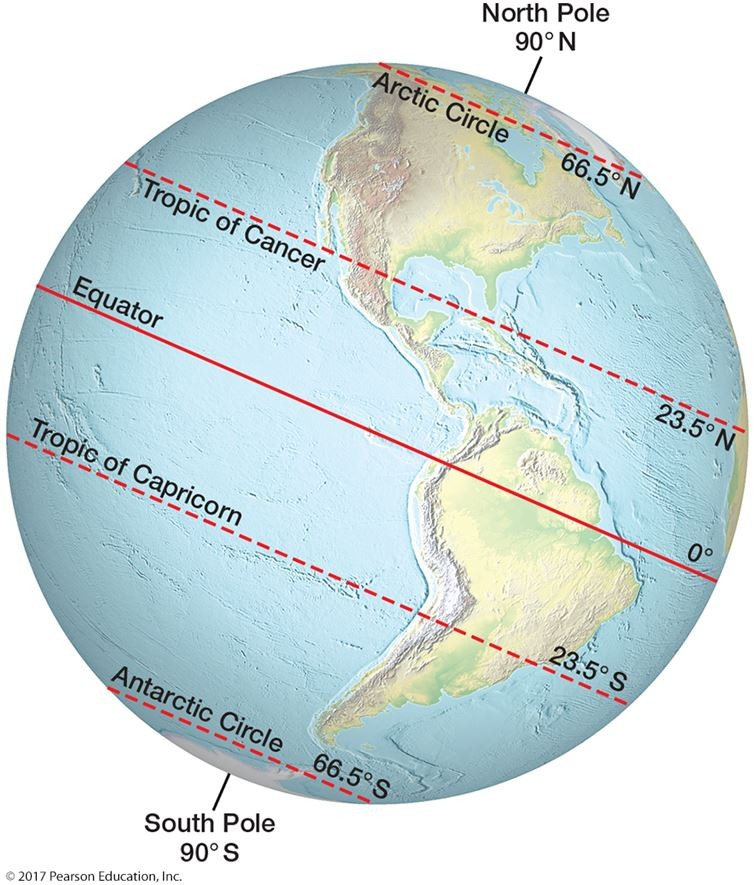 North Pole
90° N
Arctic Circle
66.5° N
Tropic of Cancer
23.5° N
Equator
0°
Tropic of Capricorn
23.5° S
Antarctic Circle
66.5° S
South Pole
90° S
© 2017 Pearson Education, Inc.